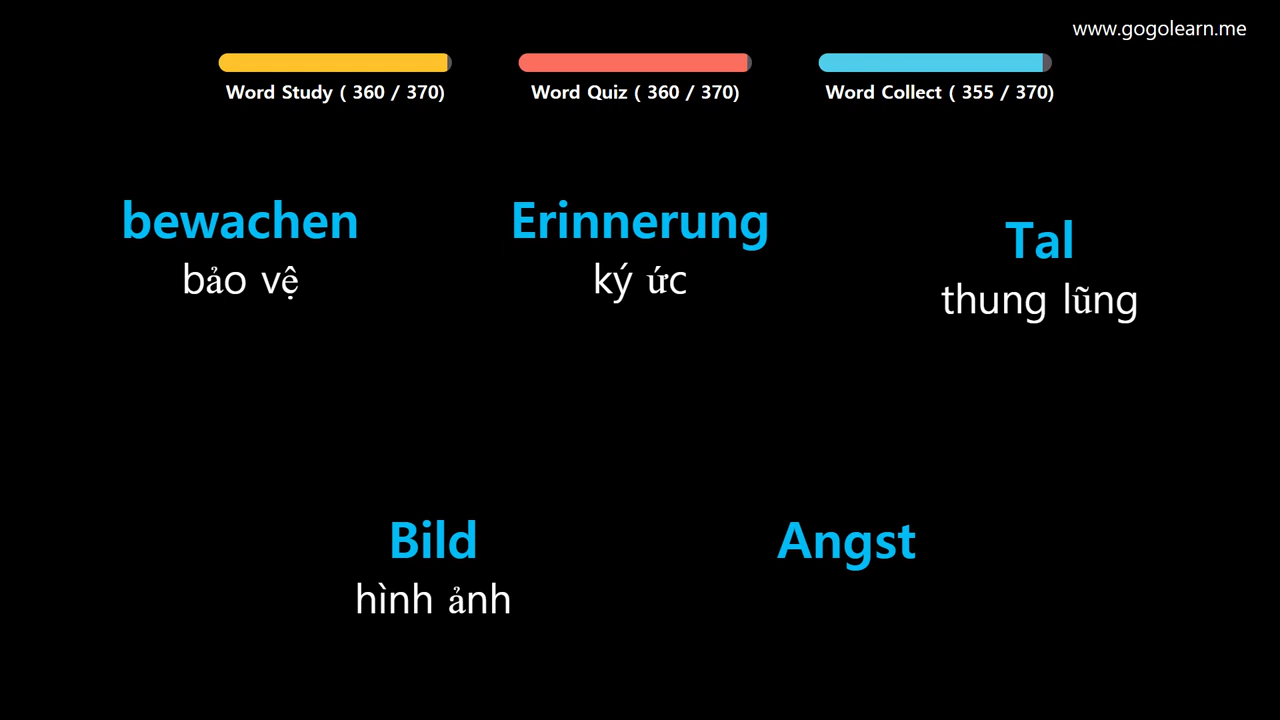 www.gogolearn.me
Word Study ( 360 / 370)
Word Quiz ( 360 / 370)
Word Collect ( 355 / 370)
bewachen
bảo vệ
Erinnerung
ký ức
Tal
thung lũng
Bild
hình ảnh
Angst